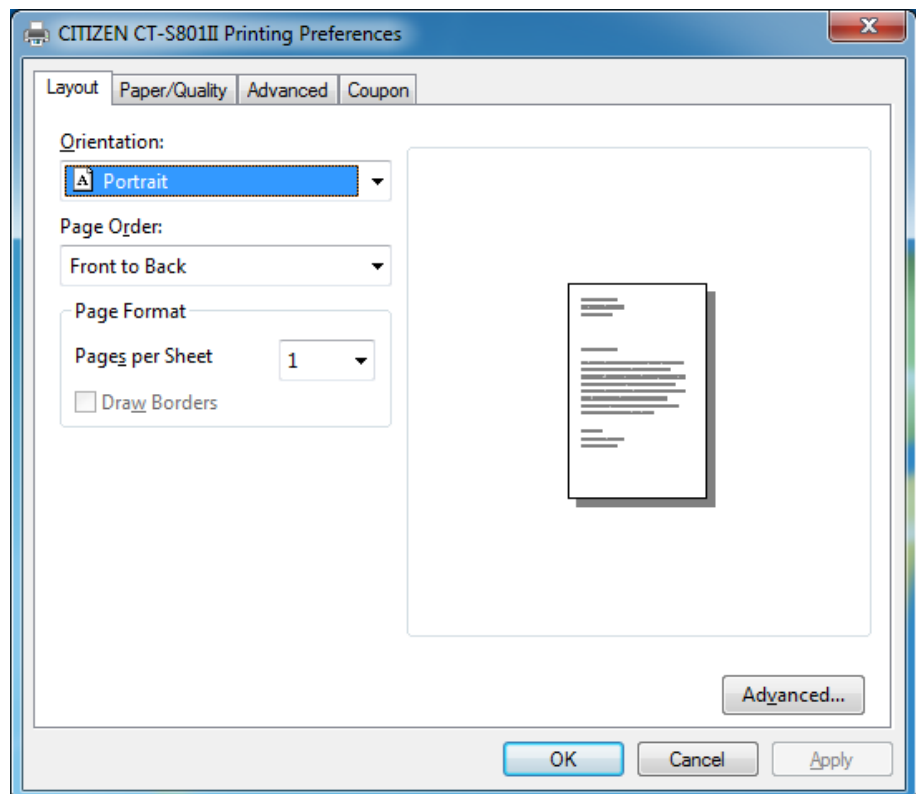 CITIZEN CT-S801II Printing Preferences
Layout Paper/Quality Advanced Coupon
Orientation:
A Portrait
Page Order:
Front to Back
Page Format
Pages per Sheet 1
Draw Borders
Advanced...
OK Cancel Apply